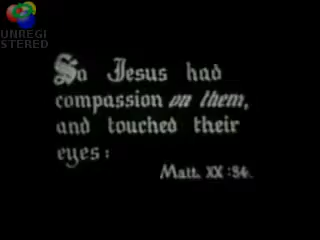 UNREGI
STERED
So Jesus had
compassion on them,
and touched their
eyes:
Matt. XX :34.